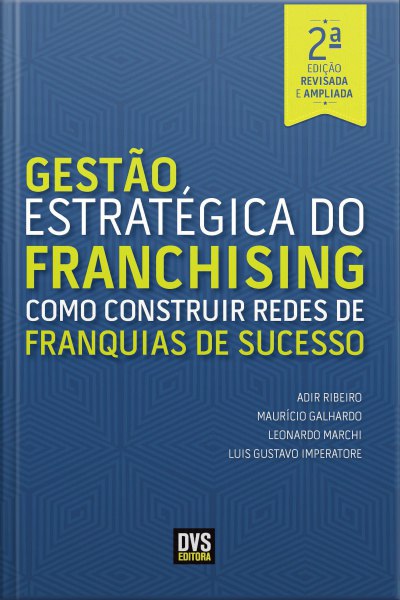 2ª
EDIÇÃO
REVISADA
E AMPLIADA
GESTÃO
ESTRATÉGICA DO
FRANCHISING
COMO CONSTRUIR REDES DE
FRANQUIAS DE SUCESSO
ADIR RIBEIRO
MAURÍCIO GALHARDO
LEONARDO MARCHI
LUIS GUSTAVO IMPERATORE
DVS
EDITORA